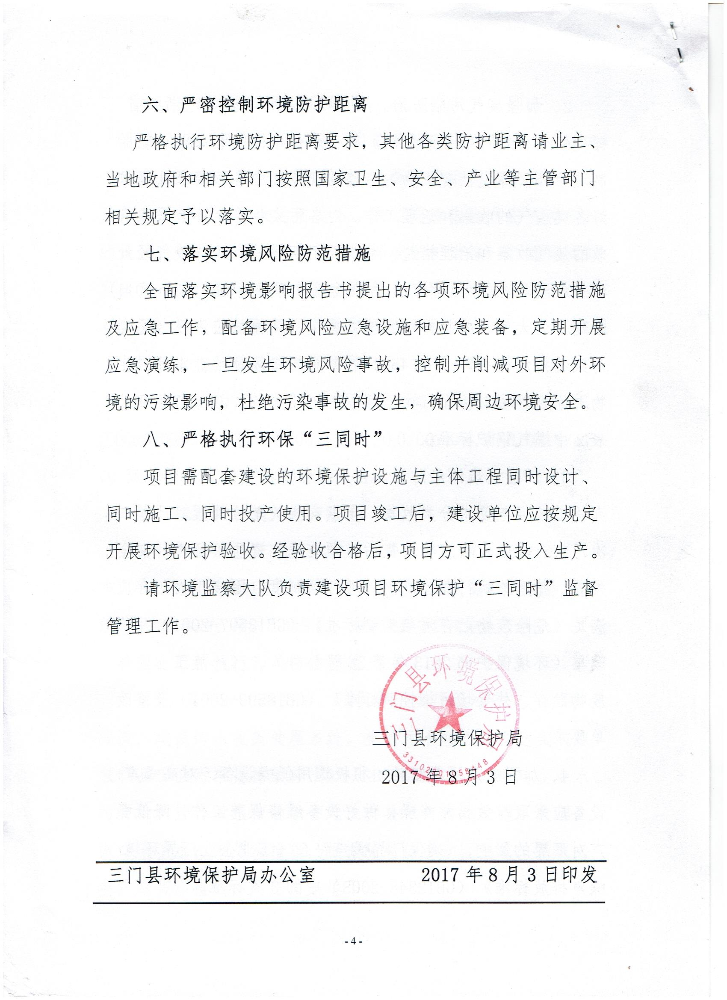 六、严密控制环境防护距离
严格执行环境防护距离要求，其他各类防护距离请业主、
当地政府和相关部门按照国家卫生、安全、产业等主管部门
相关规定予以落实。
七、落实环境风险防范措施
全面落实环境影响报告书提出的各项环境风险防范措施
及应急工作，配备环境风险应急设施和应急装备，定期开展
应急演练，一旦发生环境风险事故，控制并削减项目对外环
境的污染影响，杜绝污染事故的发生，确保周边环境安全。
八、严格执行环保“三同时”
项目需配套建设的环境保护设施与主体工程同时设计、
同时施工、同时投产使用。项目竣工后，建设单位应按规定
开展环境保护验收。经验收合格后，项目方可正式投入生产。
请环境监察大队负责建设项目环境保护“三同时”监督
管理工作。
三门县环境保护局
三门县环境保护局
2017 年 8 月 3 日
三门县环境保护局办公室 2017 年 8 月 3 日印发
- 4 -